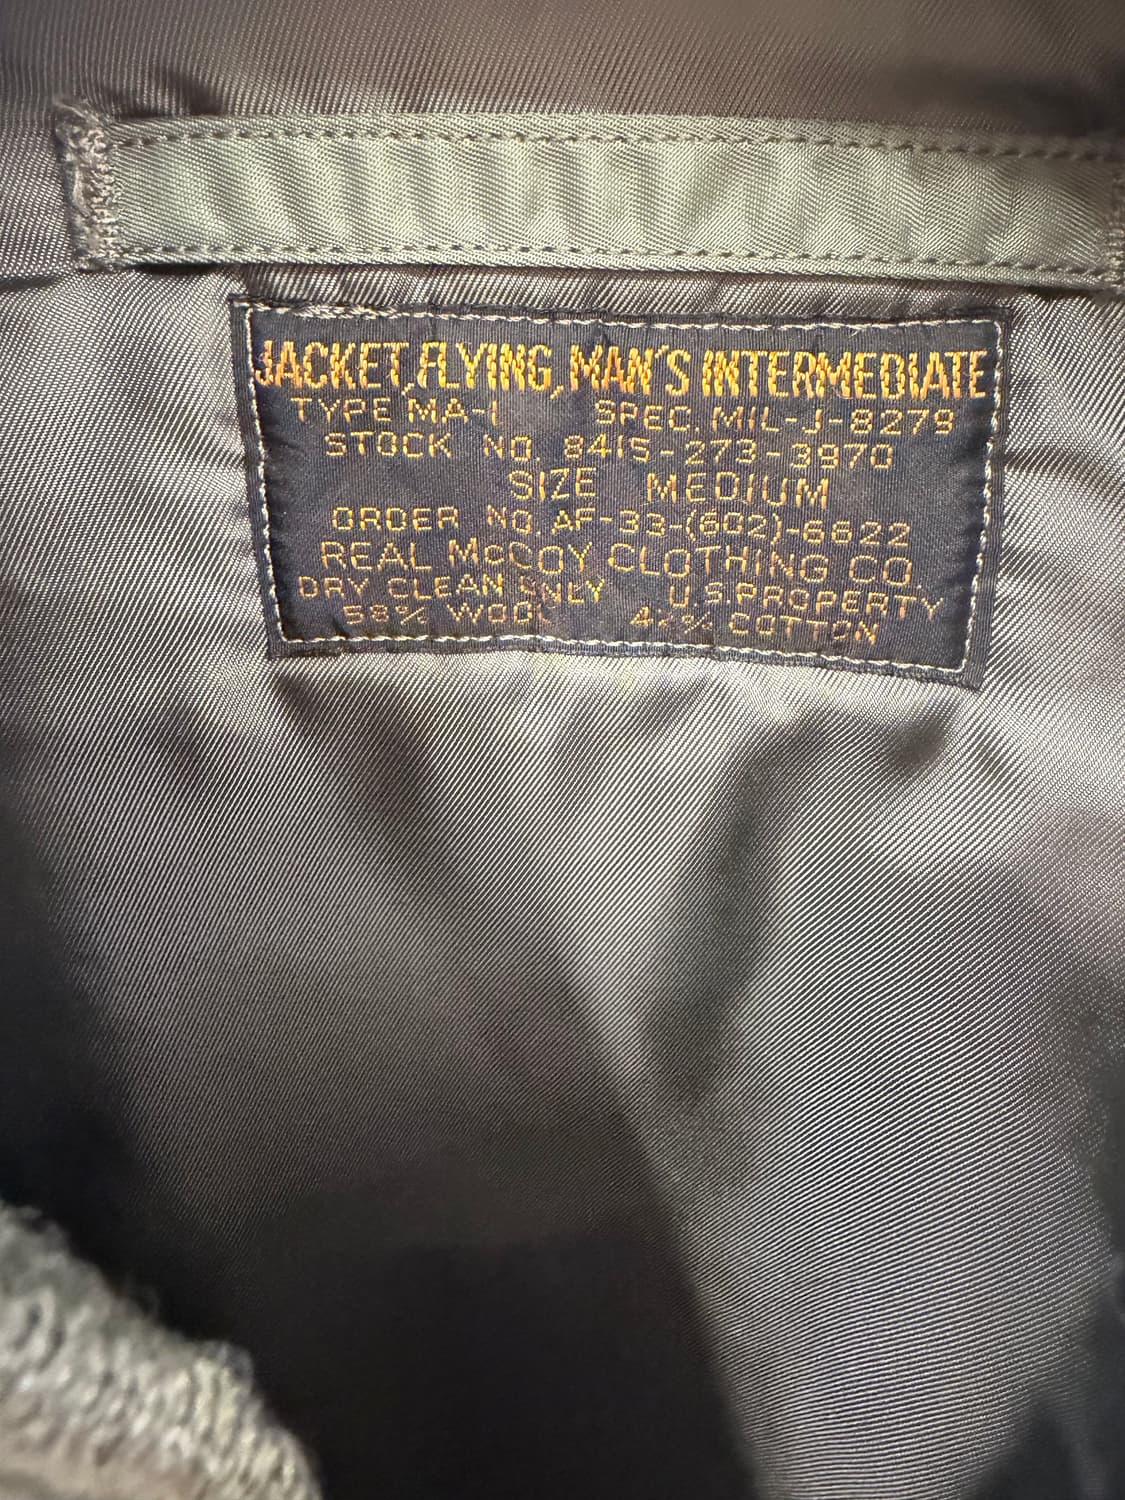 JACKET, FLYING, MAN'S INTERMEDIATE
TYPE MA-1 SPEC. MIL-J-8279
STOCK NO. 8415-273-3970
SIZE MEDIUM
ORDER NO. AF-33-(602)-6622
REAL McCOY CLOTHING CO.
DRY CLEAN ONLY U.S. PROPERTY
58% WOOL 42% COTTON